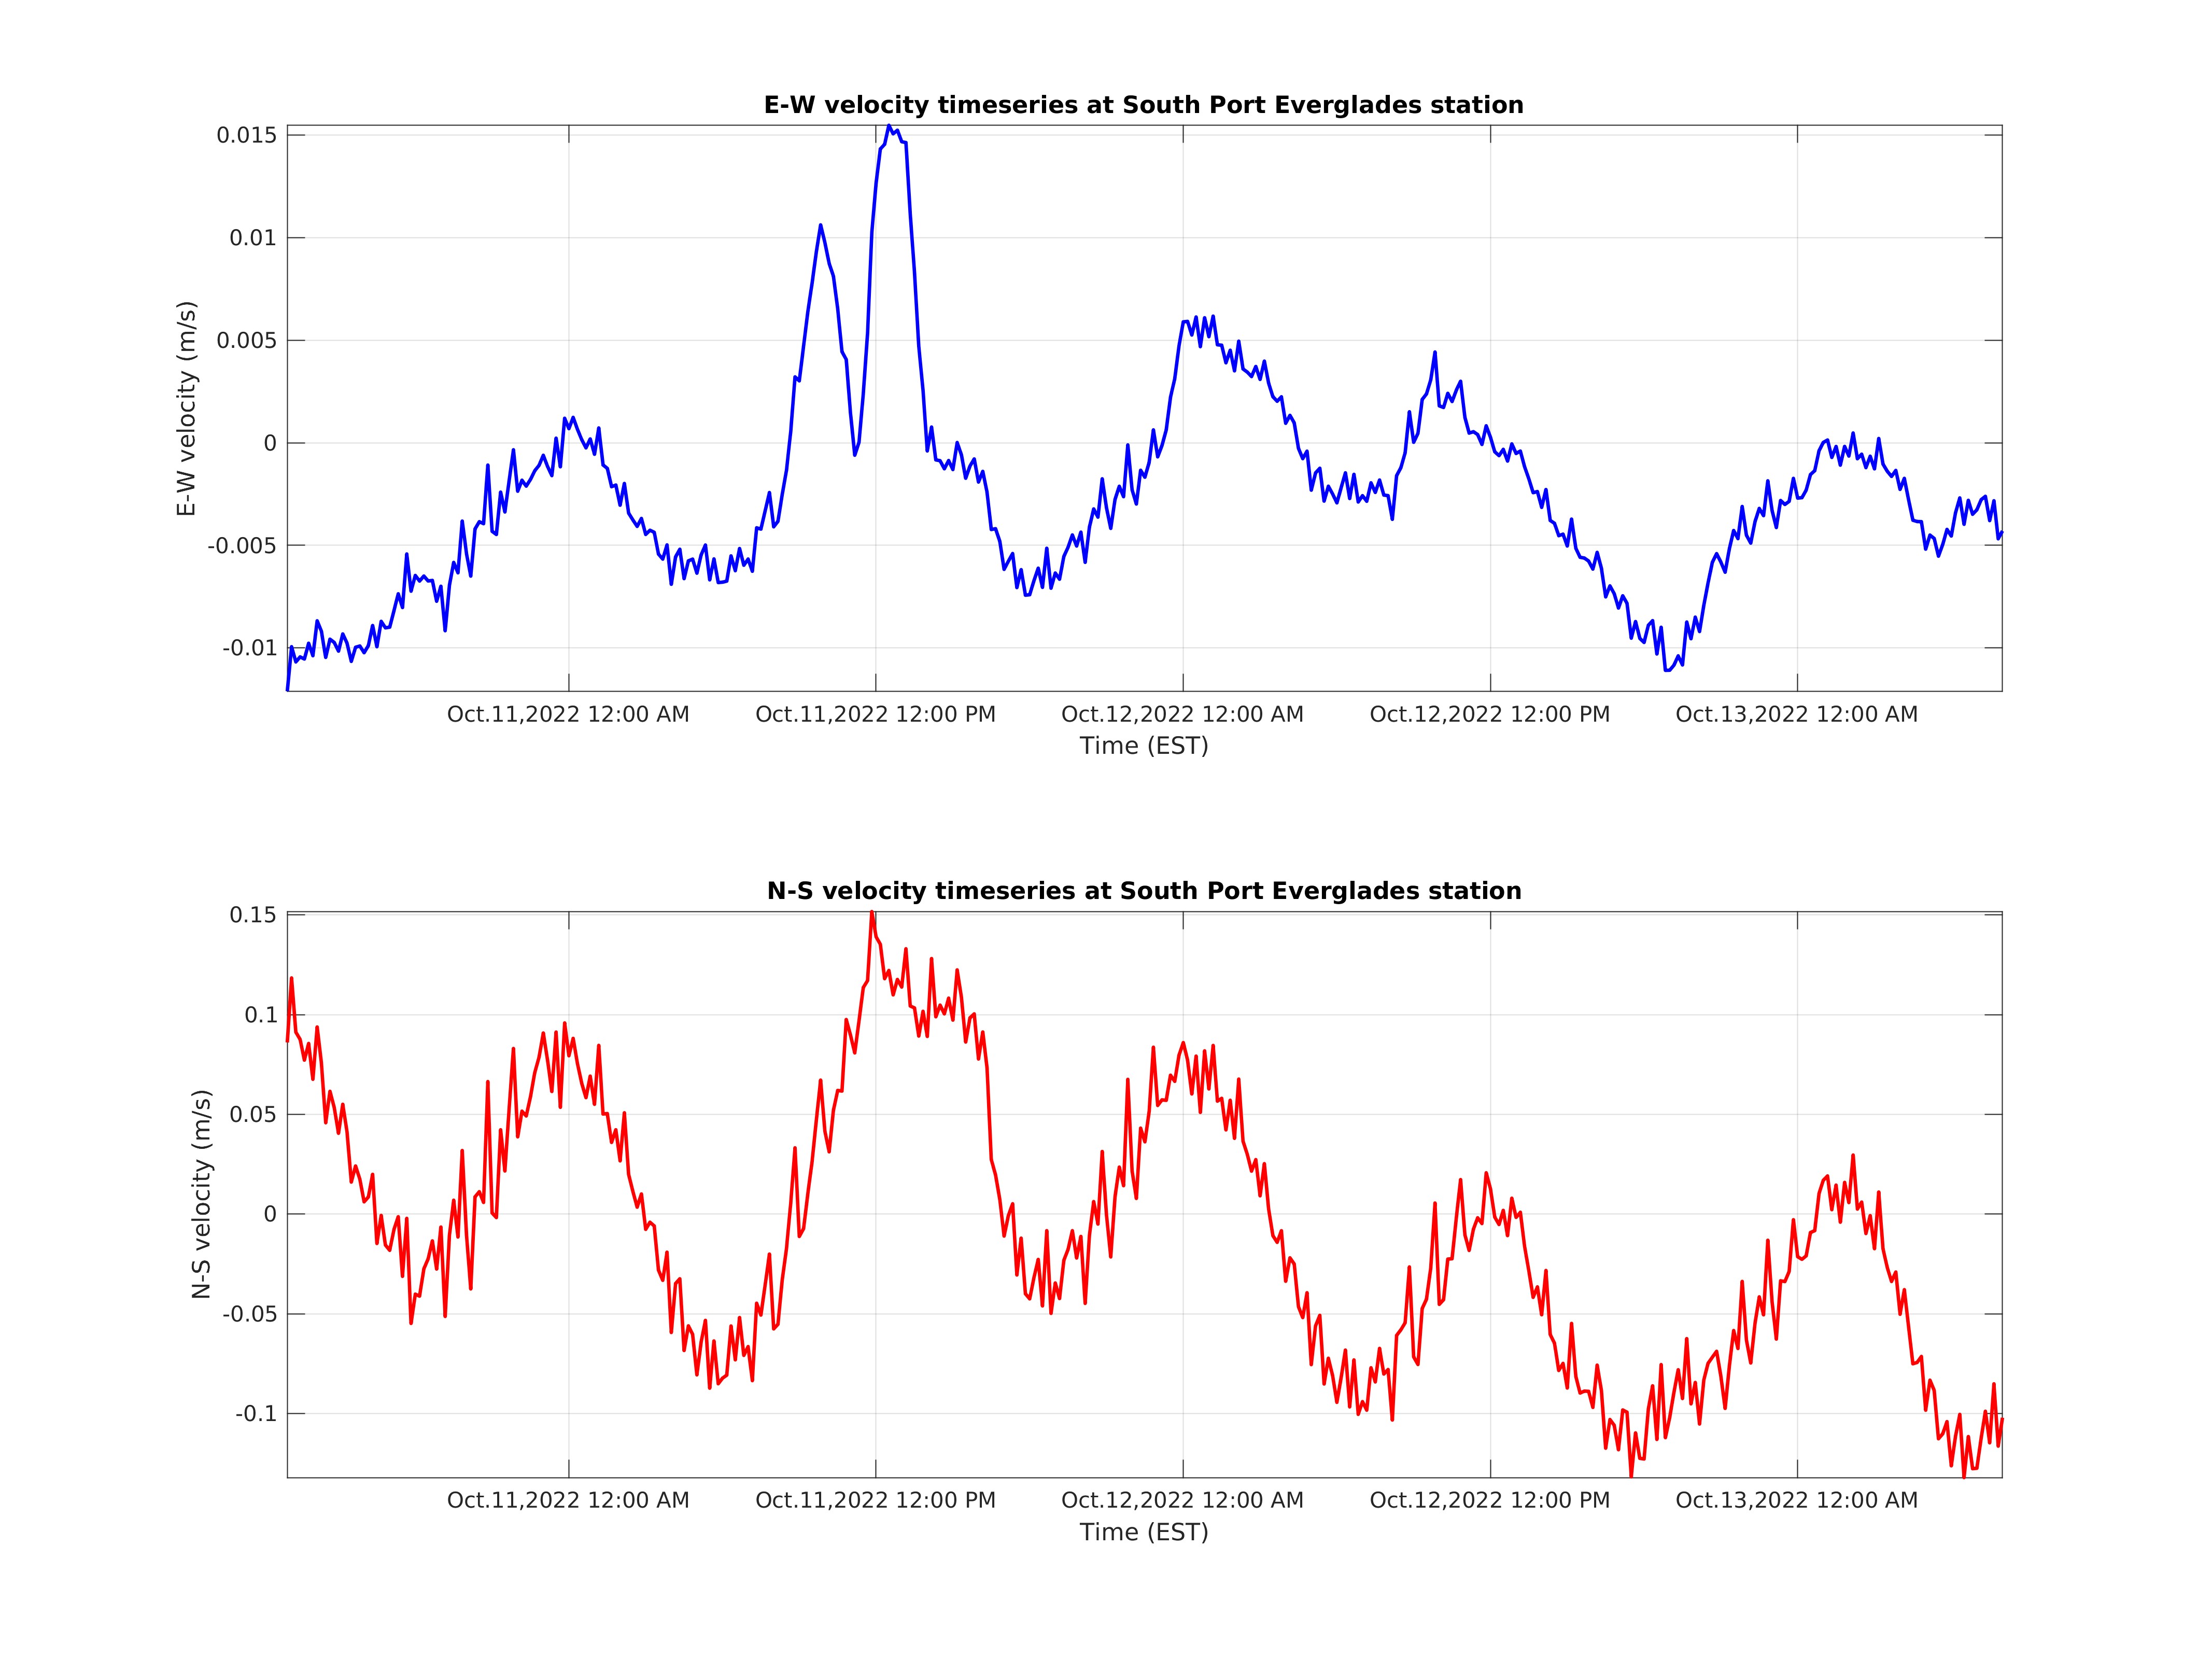 E-W velocity timeseries at South Port Everglades station
E-W velocity (m/s)
0.015
0.01
0.005
0
-0.005
-0.01
Oct.11,2022 12:00 AM Oct.11,2022 12:00 PM Oct.12,2022 12:00 AM Oct.12,2022 12:00 PM Oct.13,2022 12:00 AM
Time (EST)
N-S velocity timeseries at South Port Everglades station
N-S velocity (m/s)
0.15
0.1
0.05
0
-0.05
-0.1
Oct.11,2022 12:00 AM Oct.11,2022 12:00 PM Oct.12,2022 12:00 AM Oct.12,2022 12:00 PM Oct.13,2022 12:00 AM
Time (EST)